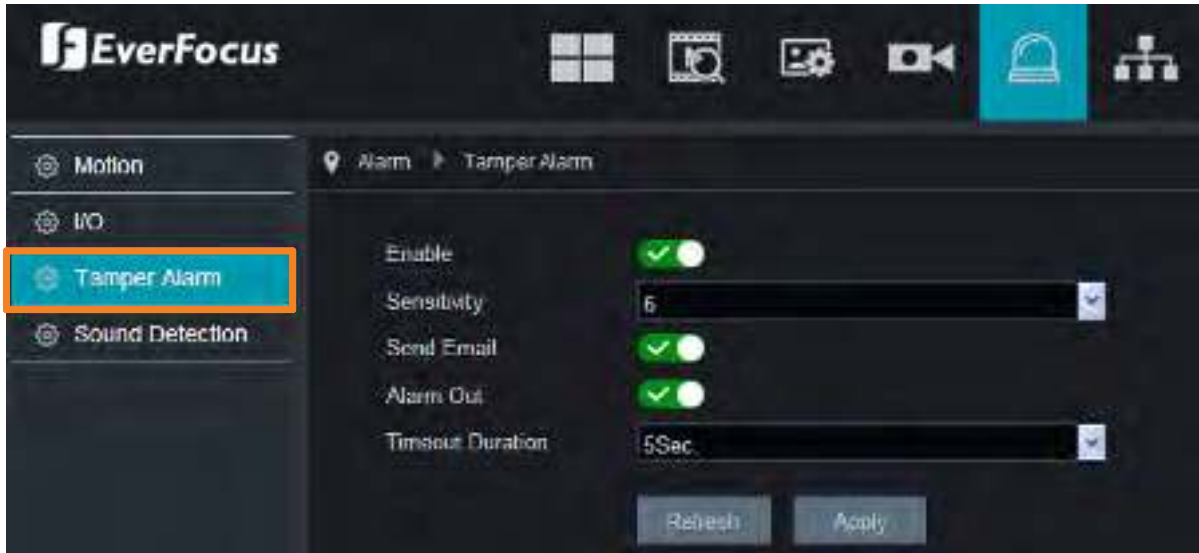 EverFocus
Motion
I/O
Tamper Alarm
Sound Detection
Alarm Tamper Alarm
Enable
Sensitivity 6
Send Email
Alarm Out
Timeout Duration 5Sec
Refresh Apply